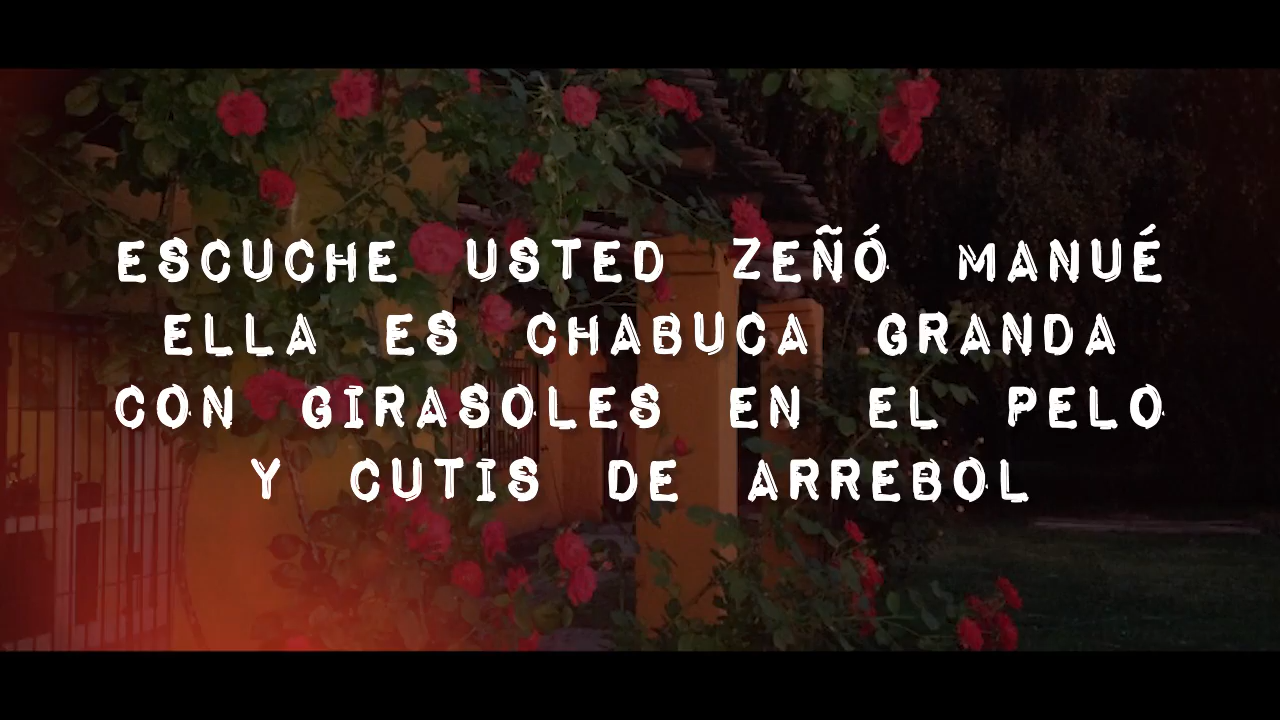 ESCUCHE USTED ZEÑÓ MANUÉ
ELLA ES CHABUCA GRANDA
CON GIRASOLES EN EL PELO
Y CUTIS DE ARREBOL